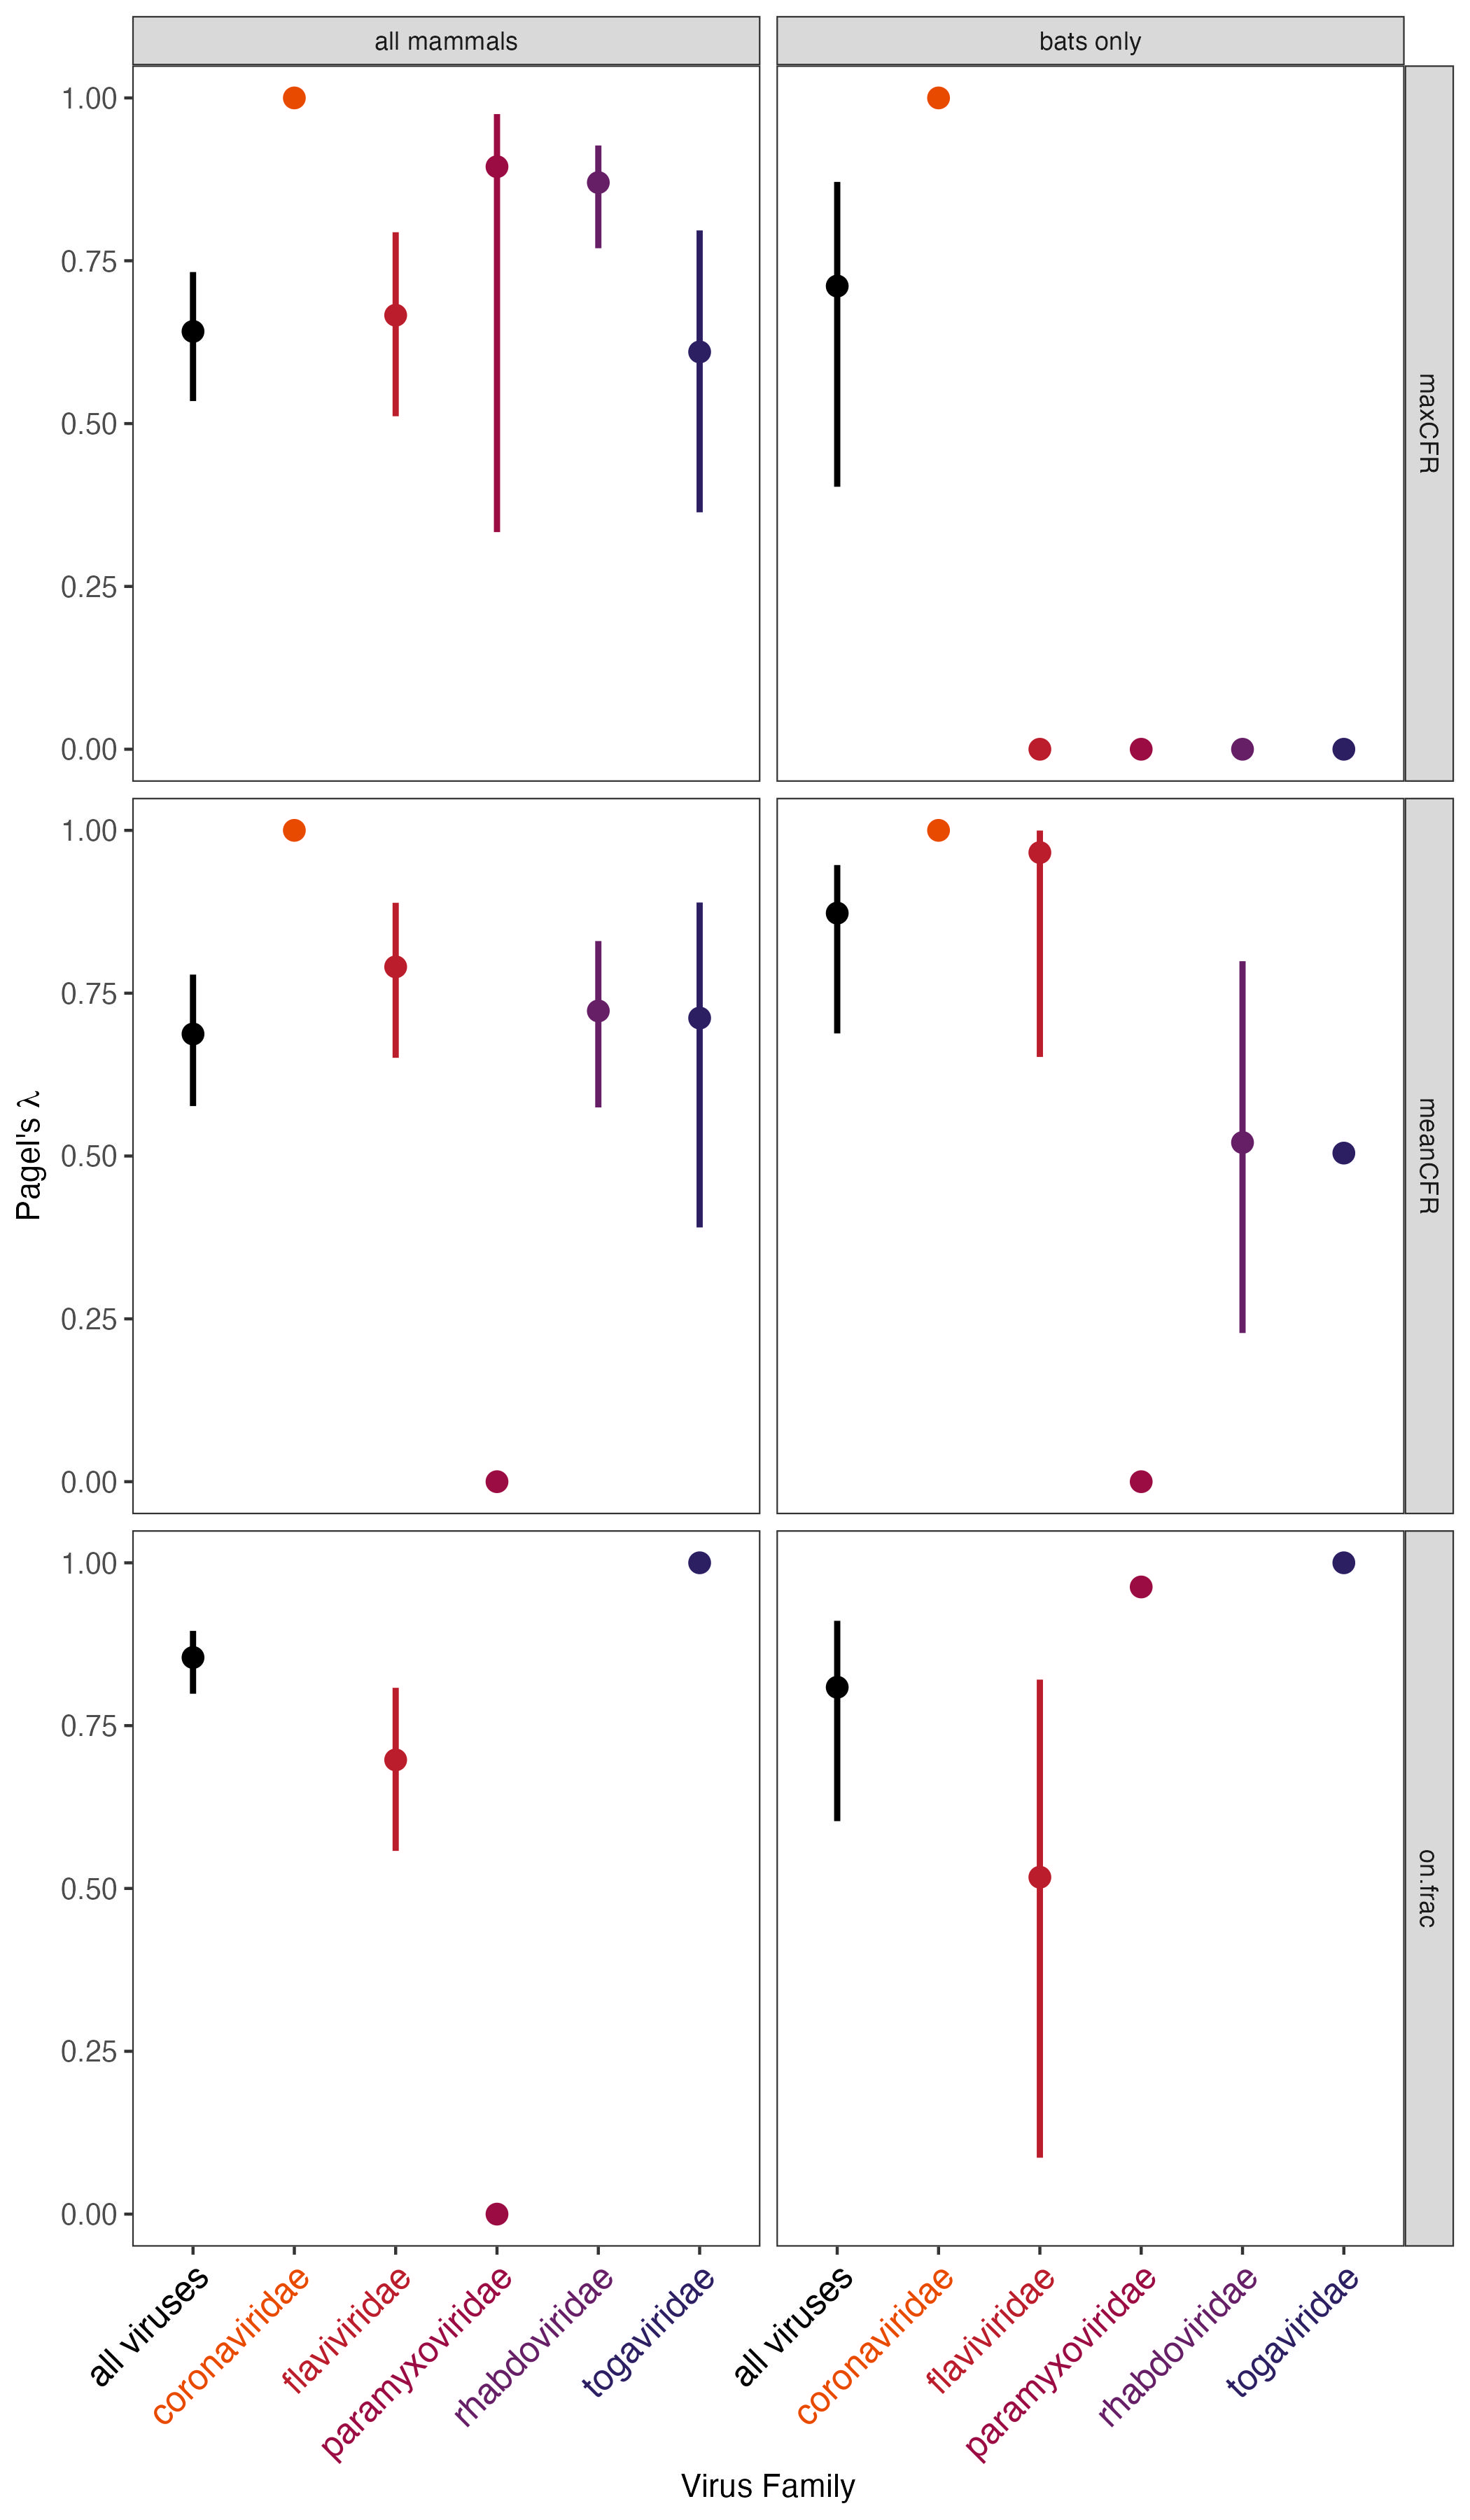 all mammals
bats only
1.00
0.75
0.50
0.25
0.00
maxCFR
1.00
0.75
0.50
0.25
0.00
meanCFR
1.00
0.75
0.50
0.25
0.00
on.frac
Pagel's λ
all viruses
coronaviridae
flaviviridae
paramyxoviridae
rhabdoviridae
togaviridae
all viruses
coronaviridae
flaviviridae
paramyxoviridae
rhabdoviridae
togaviridae
Virus Family